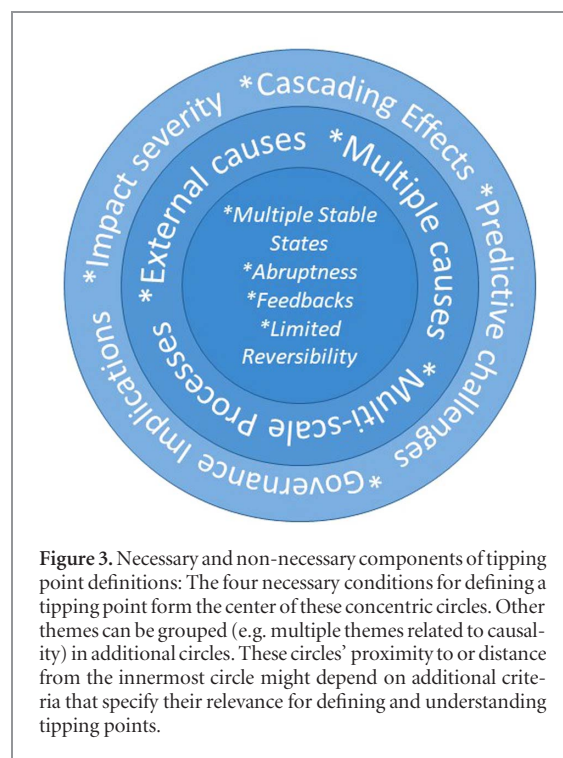 *Impact severity *Cascading Effects *Predictive challenges *Governance Implications
*External causes *Multiple causes *Multi-scale Processes
*Multiple Stable
States
*Abruptness
*Feedbacks
*Limited
Reversibility
Figure 3. Necessary and non-necessary components of tipping
point definitions: The four necessary conditions for defining a
tipping point form the center of these concentric circles. Other
themes can be grouped (e.g. multiple themes related to causal-
ity) in additional circles. These circles' proximity to or distance
from the innermost circle might depend on additional crite-
ria that specify their relevance for defining and understanding
tipping points.